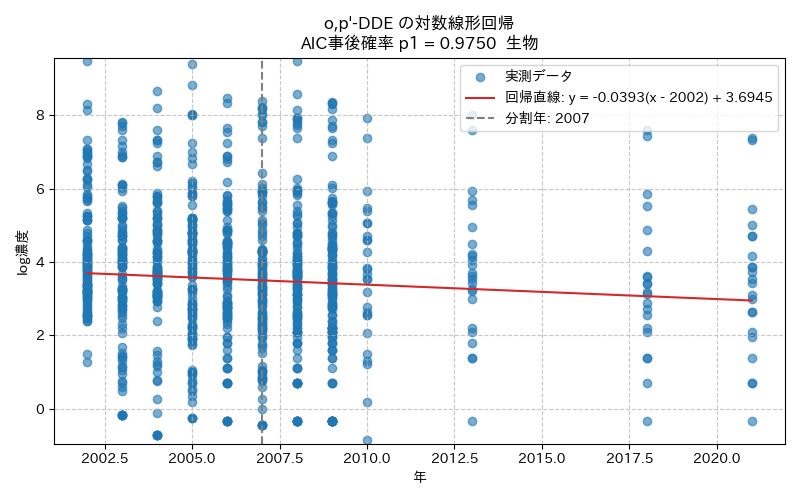 o,p'-DDE の対数線形回帰
AIC事後確率 p1 = 0.9750 生物
実測データ
回帰直線: y = -0.0393(x - 2002) + 3.6945
分割年: 2007
log濃度
8
6
4
2
0
2002.5 2005.0 2007.5 2010.0 2012.5 2015.0 2017.5 2020.0
年